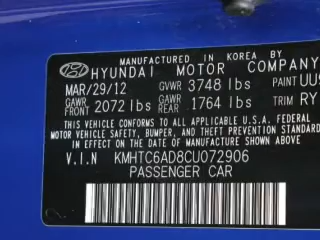 MANUFACTURED IN KOREA BY
HYUNDAI MOTOR COMPANY
MAR/29/12 GVWR 3748 lbs PAINT
GAWR FRONT 2072 lbs GAWR REAR 1764 lbs TRIM RY
THIS VEHICLE CONFORMS TO ALL APPLICABLE U.S. FEDERAL
MOTOR VEHICLE SAFETY, BUMPER, AND THEFT PREVENTION STANDARDS
IN EFFECT ON THE DATE OF MANUFACTURE SHOWN ABOVE
V.I.N KMHTC6AD8CU072906
PASSENGER CAR